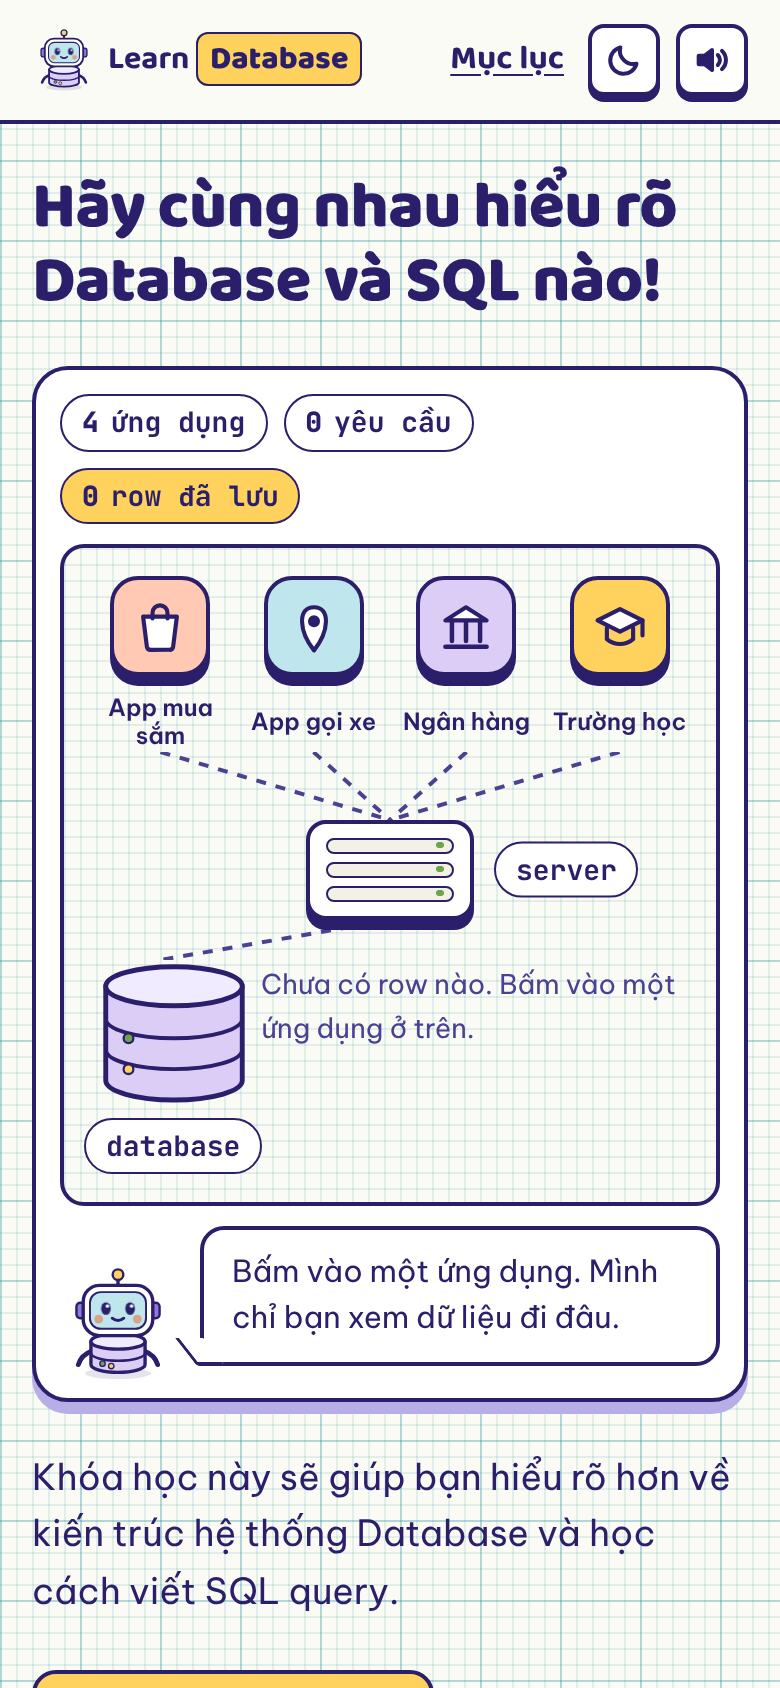 Learn Database
Mục lục
Hãy cùng nhau hiểu rõ
Database và SQL nào!
4 ứng dụng
0 yêu cầu
0 row đã lưu
App mua
sắm
App gọi xe
Ngân hàng
Trường học
server
Chưa có row nào. Bấm vào một
ứng dụng ở trên.
database
Bấm vào một ứng dụng. Mình
chỉ bạn xem dữ liệu đi đâu.
Khóa học này sẽ giúp bạn hiểu rõ hơn về
kiến trúc hệ thống Database và học
cách viết SQL query.